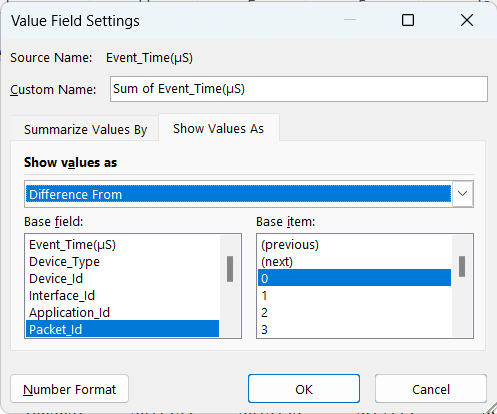 Value Field Settings
Source Name: Event_Time(µS)
Custom Name: Sum of Event_Time(µS)
Summarize Values By Show Values As
Show values as
Difference From
Base field: Base item:
Event_Time(µS) (previous)
Device_Type (next)
Device_Id 0
Interface_Id 1
Application_Id 2
Packet_Id 3
Number Format OK Cancel